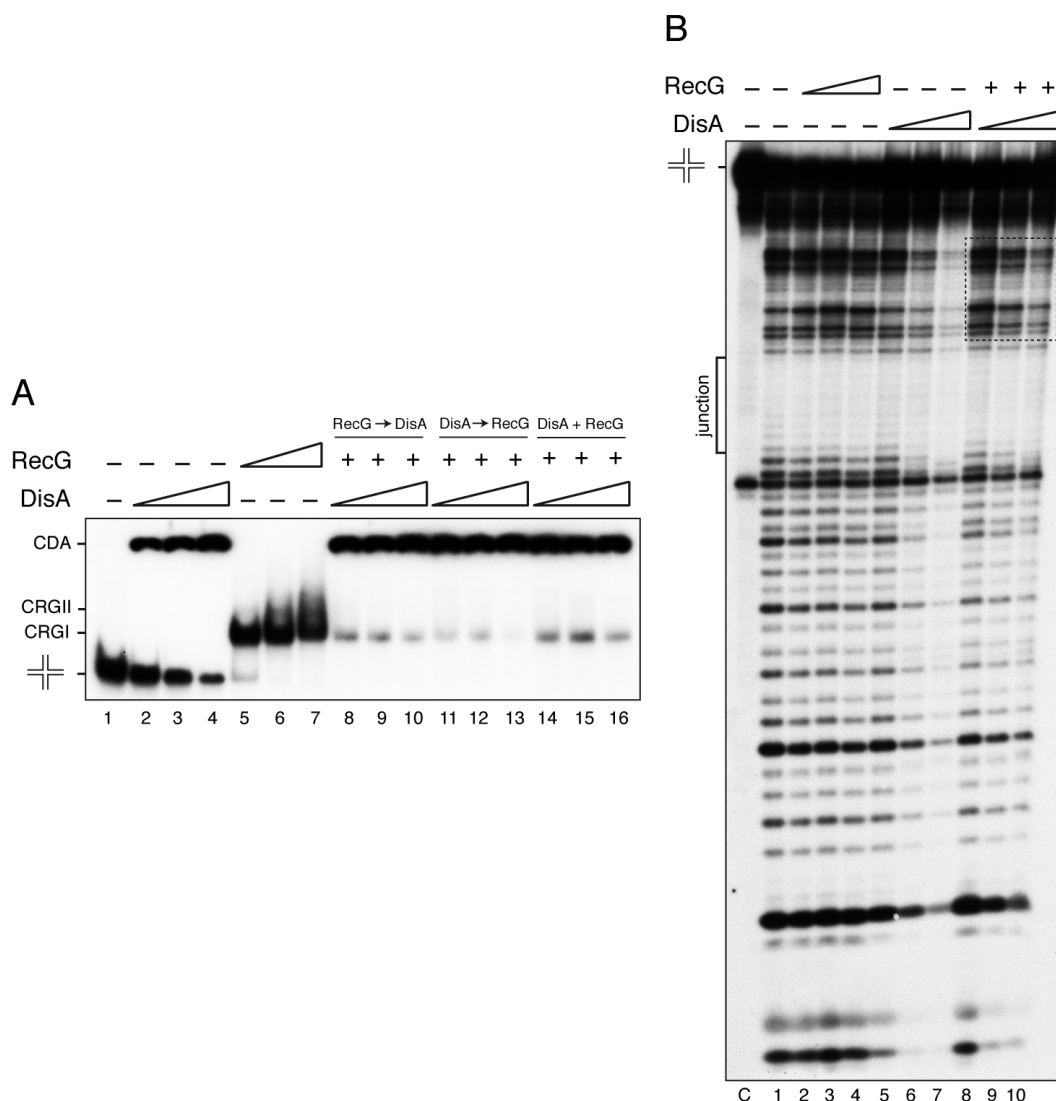 A
RecG → DisA DisA → RecG DisA + RecG
RecG – – – – + + + + + + + + +
DisA – – – –
CDA
CRGII
CRGI
1 2 3 4 5 6 7 8 9 10 11 12 13 14 15 16
B
RecG – – – – – + + +
DisA – – – – –
junction
C 1 2 3 4 5 6 7 8 9 10